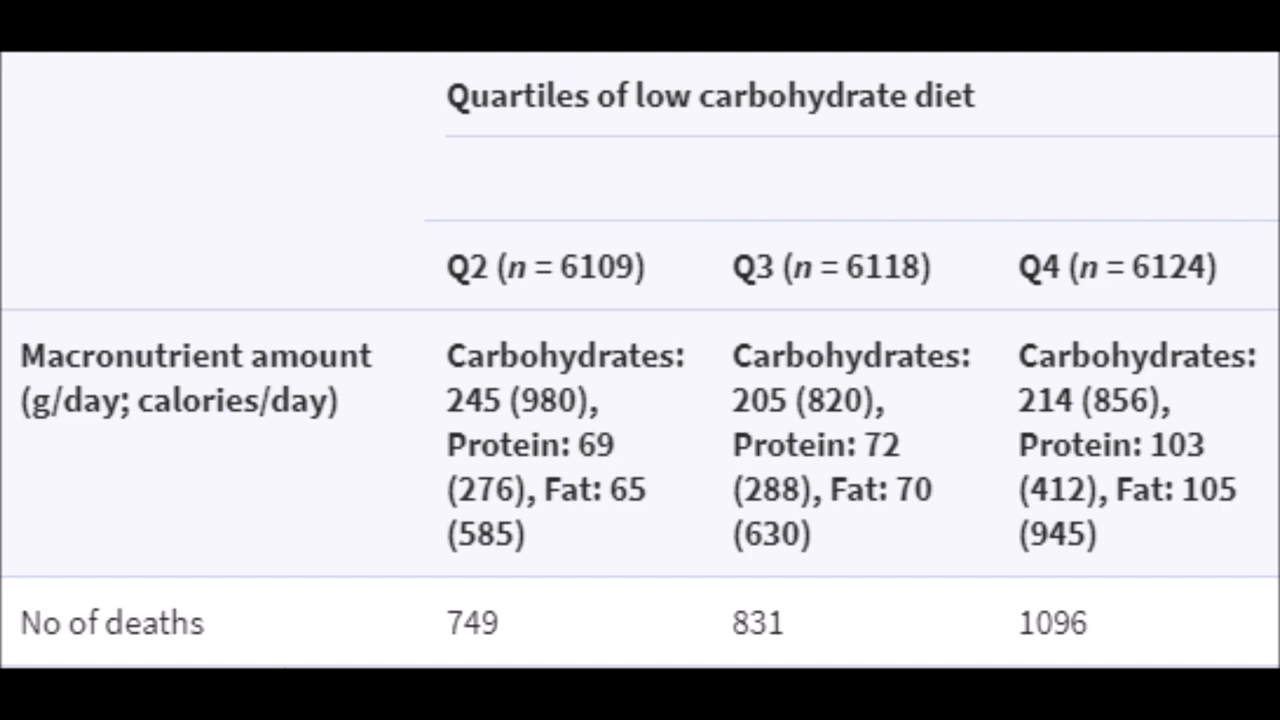 Quartiles of low carbohydrate diet
Q2 (n = 6109) Q3 (n = 6118) Q4 (n = 6124)
Macronutrient amount
(g/day; calories/day)
Carbohydrates:
245 (980),
Protein: 69
(276), Fat: 65
(585)
Carbohydrates:
205 (820),
Protein: 72
(288), Fat: 70
(630)
Carbohydrates:
214 (856),
Protein: 103
(412), Fat: 105
(945)
No of deaths 749 831 1096